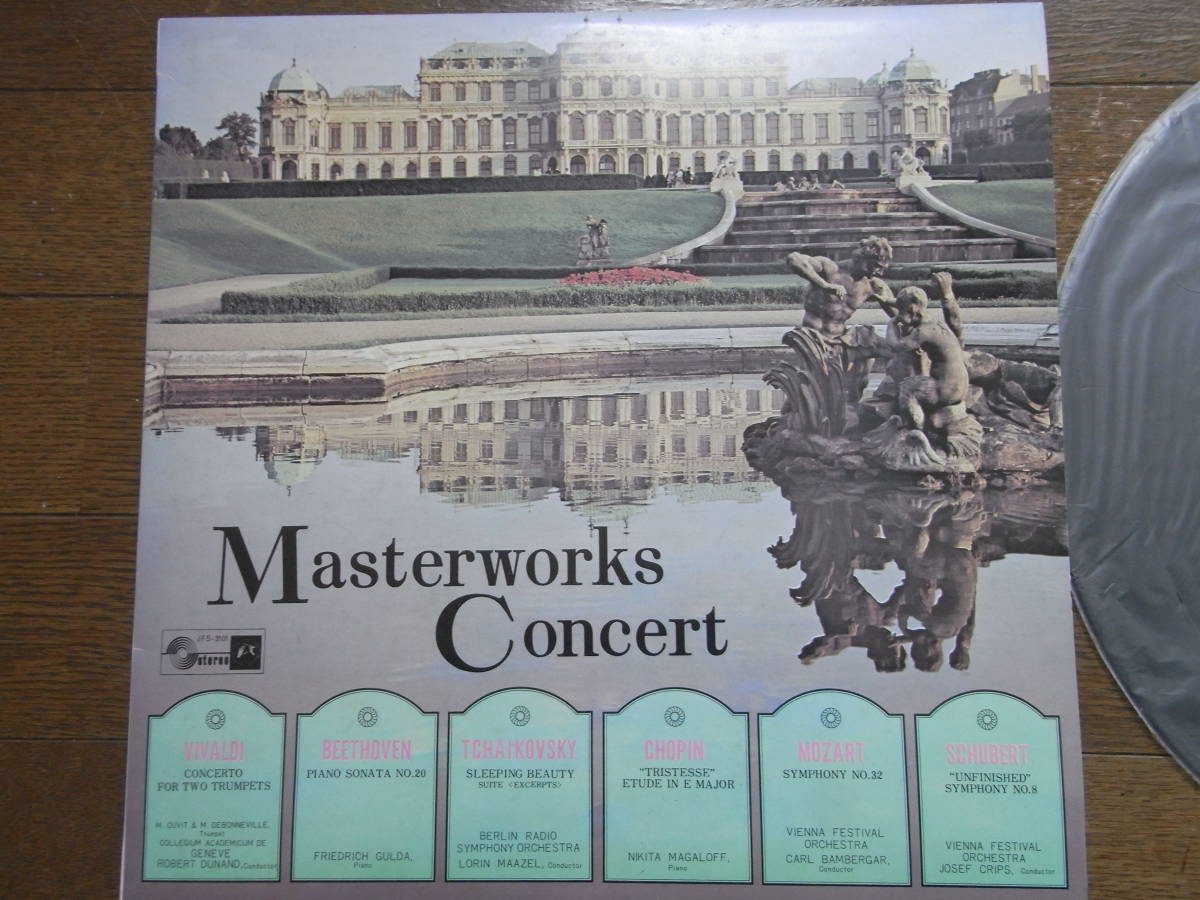 Masterworks
Concert
JFS-3101
stereo
VIVALDI
CONCERTO
FOR TWO TRUMPETS
M. CUVIT & M. DEBONNEVILLE,
Trumpet
COLLEGIUM ACADEMICUM DE
GENEVE
ROBERT DUNAND, Conductor
BEETHOVEN
PIANO SONATA NO.20
FRIEDRICH GULDA,
Piano
TCHAIKOVSKY
SLEEPING BEAUTY
SUITE <EXCERPTS>
BERLIN RADIO
SYMPHONY ORCHESTRA
LORIN MAAZEL, Conductor
CHOPIN
"TRISTESSE"
ETUDE IN E MAJOR
NIKITA MAGALOFF,
Piano
MOZART
SYMPHONY NO.32
VIENNA FESTIVAL
ORCHESTRA
CARL BAMBERGAR,
Conductor
SCHUBERT
"UNFINISHED"
SYMPHONY NO.8
VIENNA FESTIVAL
ORCHESTRA
JOSEF CRIPS, Conductor